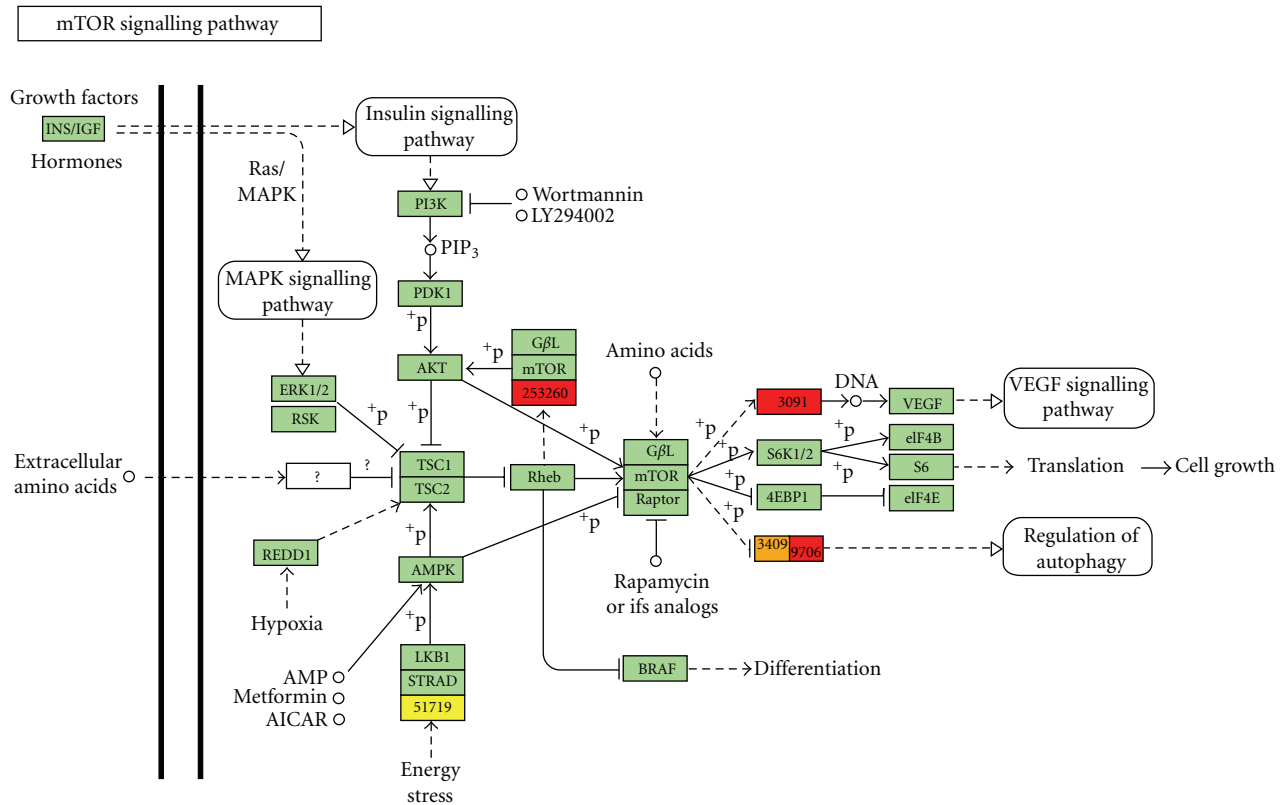 mTOR signalling pathway
Growth factors
INS/IGF
Hormones
Ras/
MAPK
Insulin signalling
pathway
PI3K
Wortmannin
LY294002
PIP3
MAPK signalling
pathway
PDK1
+p
GβL
mTOR
253260
+p
AKT
Amino acids
ERK1/2
RSK
+p
+p
+p
3091
DNA
VEGF
VEGF signalling
pathway
+p
+p
S6K1/2
+p
eIF4B
S6
+p
Translation
Cell growth
Extracellular
amino acids
?
?
TSC1
TSC2
Rheb
GβL
mTOR
Raptor
4EBP1
eIF4E
+p
+p
+p
REDD1
AMPK
3409
9706
Regulation of
autophagy
Hypoxia
Rapamycin
or ifs analogs
+p
LKB1
STRAD
51719
AMP
Metformin
AICAR
BRAF
Differentiation
Energy
stress